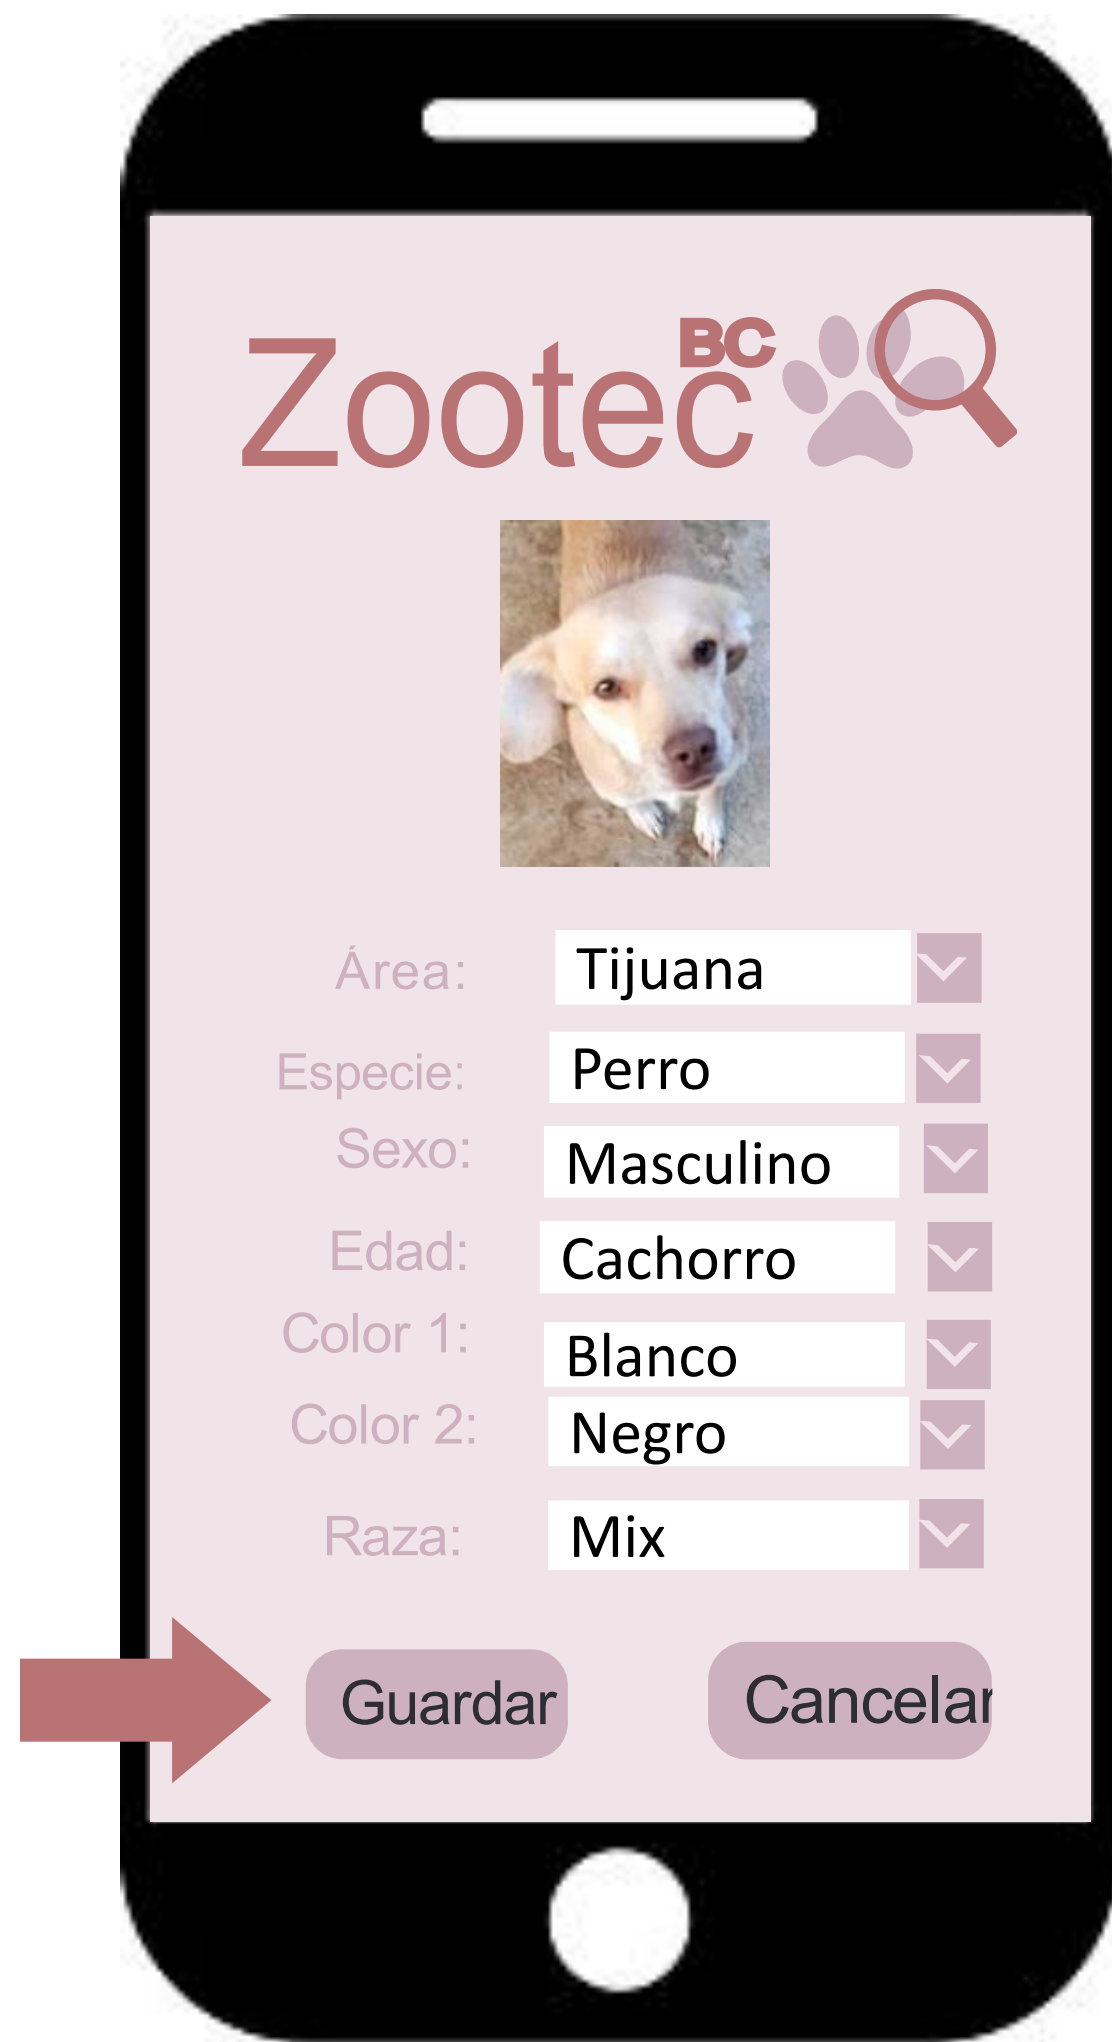 Zootec BC
Área: Tijuana
Especie: Perro
Sexo: Masculino
Edad: Cachorro
Color 1: Blanco
Color 2: Negro
Raza: Mix
Guardar Cancelar